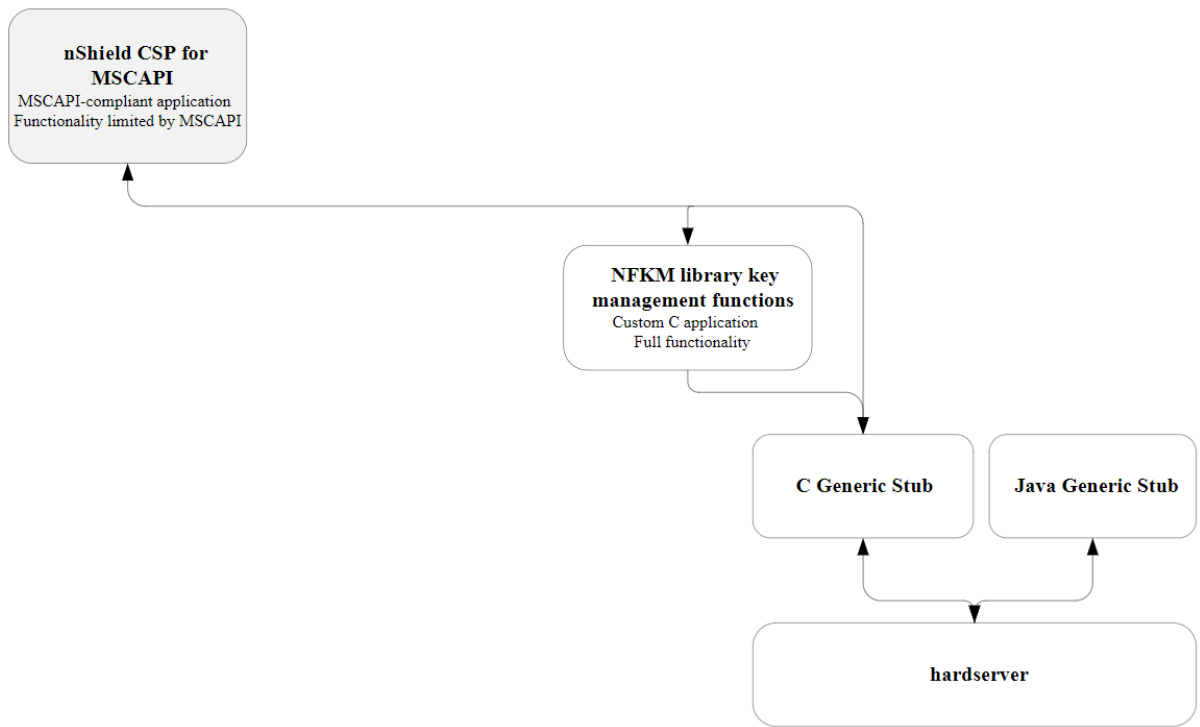 nShield CSP for
MSCAPI
MSCAPI-compliant application
Functionality limited by MSCAPI
NFKM library key
management functions
Custom C application
Full functionality
C Generic Stub
Java Generic Stub
hardserver